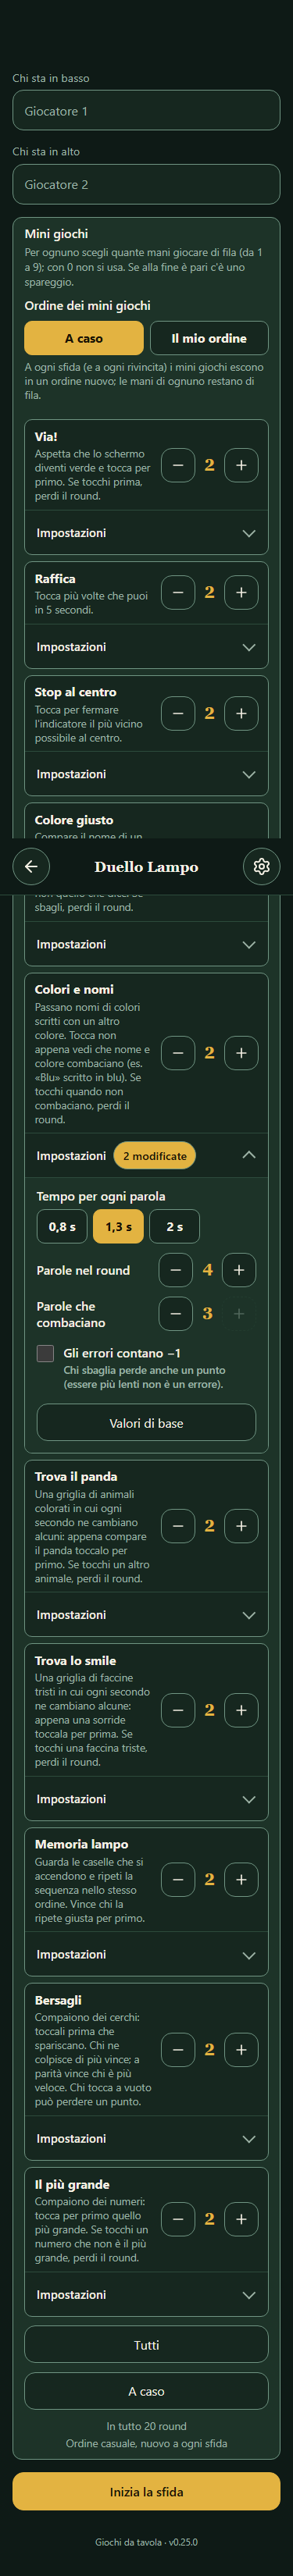 Chi sta in basso
Giocatore 1
Chi sta in alto
Giocatore 2
Mini giochi
Per ognuno scegli quante mani giocare di fila (da 1
a 9); con 0 non si usa. Se alla fine è pari c'è uno
spareggio.
Ordine dei mini giochi
A caso
Il mio ordine
A ogni sfida (e a ogni rivincita) i mini giochi escono
in un ordine nuovo; le mani di ognuno restano di
fila.
Via!
Aspetta che lo schermo
diventi verde e tocca per
primo. Se tocchi prima,
perdi il round.
− 2 +
Impostazioni
Raffica
Tocca più volte che puoi
in 5 secondi.
− 2 +
Impostazioni
Stop al centro
Tocca per fermare
l'indicatore il più vicino
possibile al centro.
− 2 +
Impostazioni
Colore giusto
Compare il nome di un
Duello Lampo
sbagli, perdi il round.
Impostazioni
Colori e nomi
Passano nomi di colori
scritti con un altro
colore. Tocca non
appena vedi che nome e
colore combaciano (es.
«Blu» scritto in blu). Se
tocchi quando non
combaciano, perdi il
round.
− 2 +
Impostazioni
2 modificate
Tempo per ogni parola
0,8 s
1,3 s
2 s
Parole nel round
− 4 +
Parole che
combaciano
− 3 +
Gli errori contano −1
Chi sbaglia perde anche un punto
(essere più lenti non è un errore).
Valori di base
Trova il panda
Una griglia di animali
colorati in cui ogni
secondo ne cambiano
alcuni: appena compare
il panda toccalo per
primo. Se tocchi un altro
animale, perdi il round.
− 2 +
Impostazioni
Trova lo smile
Una griglia di faccine
tristi in cui ogni secondo
ne cambiano alcune:
appena una sorride
toccala per prima. Se
tocchi una faccina triste,
perdi il round.
− 2 +
Impostazioni
Memoria lampo
Guarda le caselle che si
accendono e ripeti la
sequenza nello stesso
ordine. Vince chi la
ripete giusta per primo.
− 2 +
Impostazioni
Bersagli
Compaiono dei cerchi:
toccali prima che
spariscano. Chi ne
colpisce di più vince; a
parità vince chi è più
veloce. Chi tocca a vuoto
può perdere un punto.
− 2 +
Impostazioni
Il più grande
Compaiono dei numeri:
tocca per primo quello
più grande. Se tocchi un
numero che non è il più
grande, perdi il round.
− 2 +
Impostazioni
Tutti
A caso
In tutto 20 round
Ordine casuale, nuovo a ogni sfida
Inizia la sfida
Giochi da tavola · v0.25.0